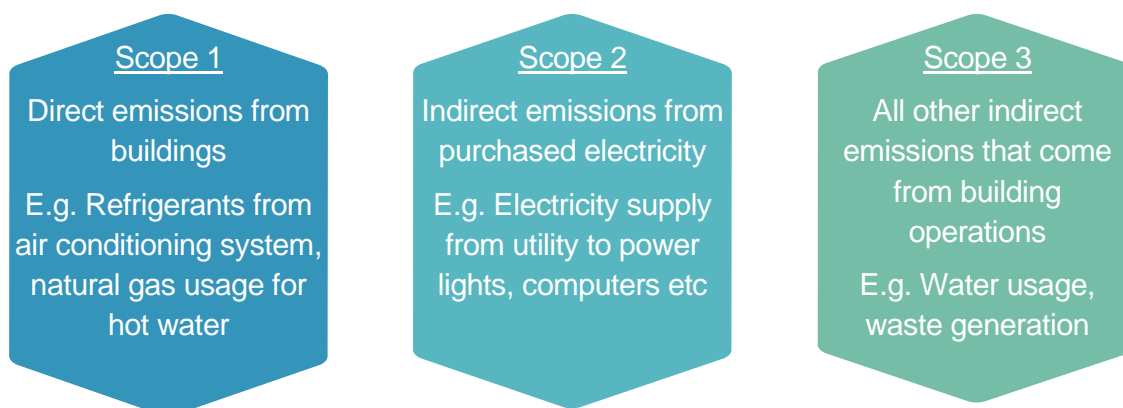 Scope 1
Direct emissions from
buildings
E.g. Refrigerants from
air conditioning system,
natural gas usage for
hot water
Scope 2
Indirect emissions from
purchased electricity
E.g. Electricity supply
from utility to power
lights, computers etc
Scope 3
All other indirect
emissions that come
from building
operations
E.g. Water usage,
waste generation